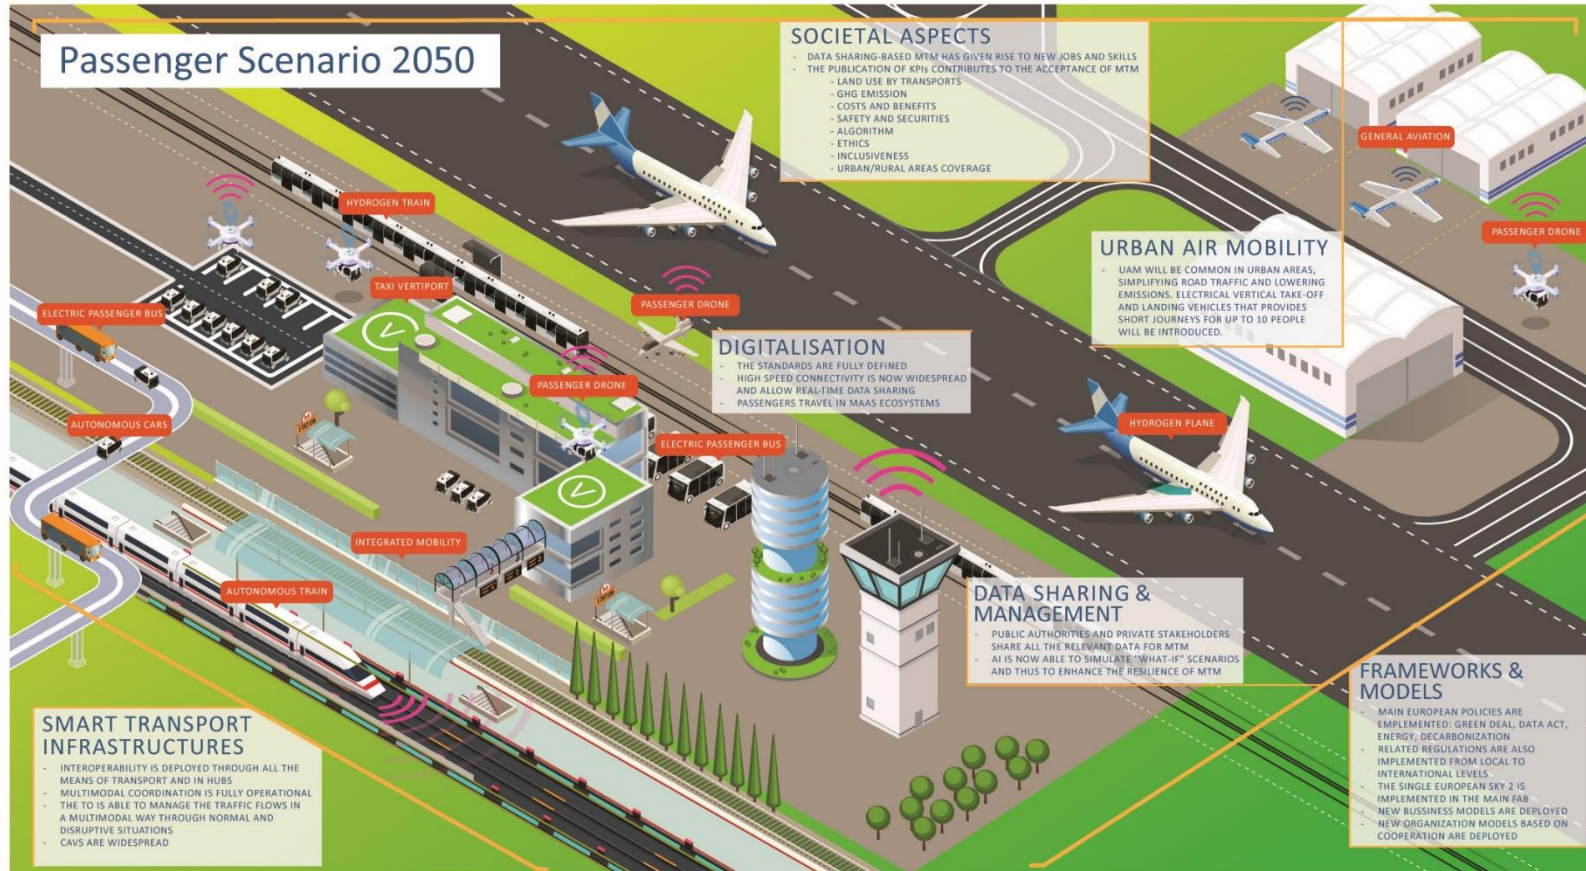 Passenger Scenario 2050
SOCIETAL ASPECTS
- DATA SHARING-BASED MTM HAS GIVEN RISE TO NEW JOBS AND SKILLS
- THE PUBLICATION OF KPIs CONTRIBUTES TO THE ACCEPTANCE OF MTM
- LAND USE BY TRANSPORTS
- GHG EMISSION
- COSTS AND BENEFITS
- SAFETY AND SECURITIES
- ALGORITHM
- ETHICS
- INCLUSIVENESS
- URBAN/RURAL AREAS COVERAGE
GENERAL AVIATION
PASSENGER DRONE
HYDROGEN TRAIN
URBAN AIR MOBILITY
- UAM WILL BE COMMON IN URBAN AREAS,
SIMPLIFYING ROAD TRAFFIC AND LOWERING
EMISSIONS. ELECTRICAL VERTICAL TAKE-OFF
AND LANDING VEHICLES THAT PROVIDES
SHORT JOURNEYS FOR UP TO 10 PEOPLE
WILL BE INTRODUCED.
TAXI VERTIPORT
V
PASSENGER DRONE
ELECTRIC PASSENGER BUS
DIGITALISATION
- THE STANDARDS ARE FULLY DEFINED
- HIGH SPEED CONNECTIVITY IS NOW WIDESPREAD
AND ALLOW REAL-TIME DATA SHARING
- PASSENGERS TRAVEL IN MAAS ECOSYSTEMS
PASSENGER DRONE
AUTONOMOUS CARS
M
STATION
ELECTRIC PASSENGER BUS
HYDROGEN PLANE
V
INTEGRATED MOBILITY
AUTONOMOUS TRAIN
M
STATION
DATA SHARING &
MANAGEMENT
- PUBLIC AUTHORITIES AND PRIVATE STAKEHOLDERS
SHARE ALL THE RELEVANT DATA FOR MTM
- AI IS NOW ABLE TO SIMULATE "WHAT-IF" SCENARIOS
AND THUS TO ENHANCE THE RESILIENCE OF MTM
SMART TRANSPORT
INFRASTRUCTURES
- INTEROPERABILITY IS DEPLOYED THROUGH ALL THE
MEANS OF TRANSPORT AND IN HUBS
- MULTIMODAL COORDINATION IS FULLY OPERATIONAL
- THE TO IS ABLE TO MANAGE THE TRAFFIC FLOWS IN
A MULTIMODAL WAY THROUGH NORMAL AND
DISRUPTIVE SITUATIONS
- CAVS ARE WIDESPREAD
FRAMEWORKS &
MODELS
- MAIN EUROPEAN POLICIES ARE
EMPLEMENTED: GREEN DEAL, DATA ACT,
ENERGY, DECARBONIZATION
- RELATED REGULATIONS ARE ALSO
IMPLEMENTED FROM LOCAL TO
INTERNATIONAL LEVELS
- THE SINGLE EUROPEAN SKY 2 IS
IMPLEMENTED IN THE MAIN FAB
- NEW BUSSINESS MODELS ARE DEPLOYED
- NEW ORGANIZATION MODELS BASED ON
COOPERATION ARE DEPLOYED